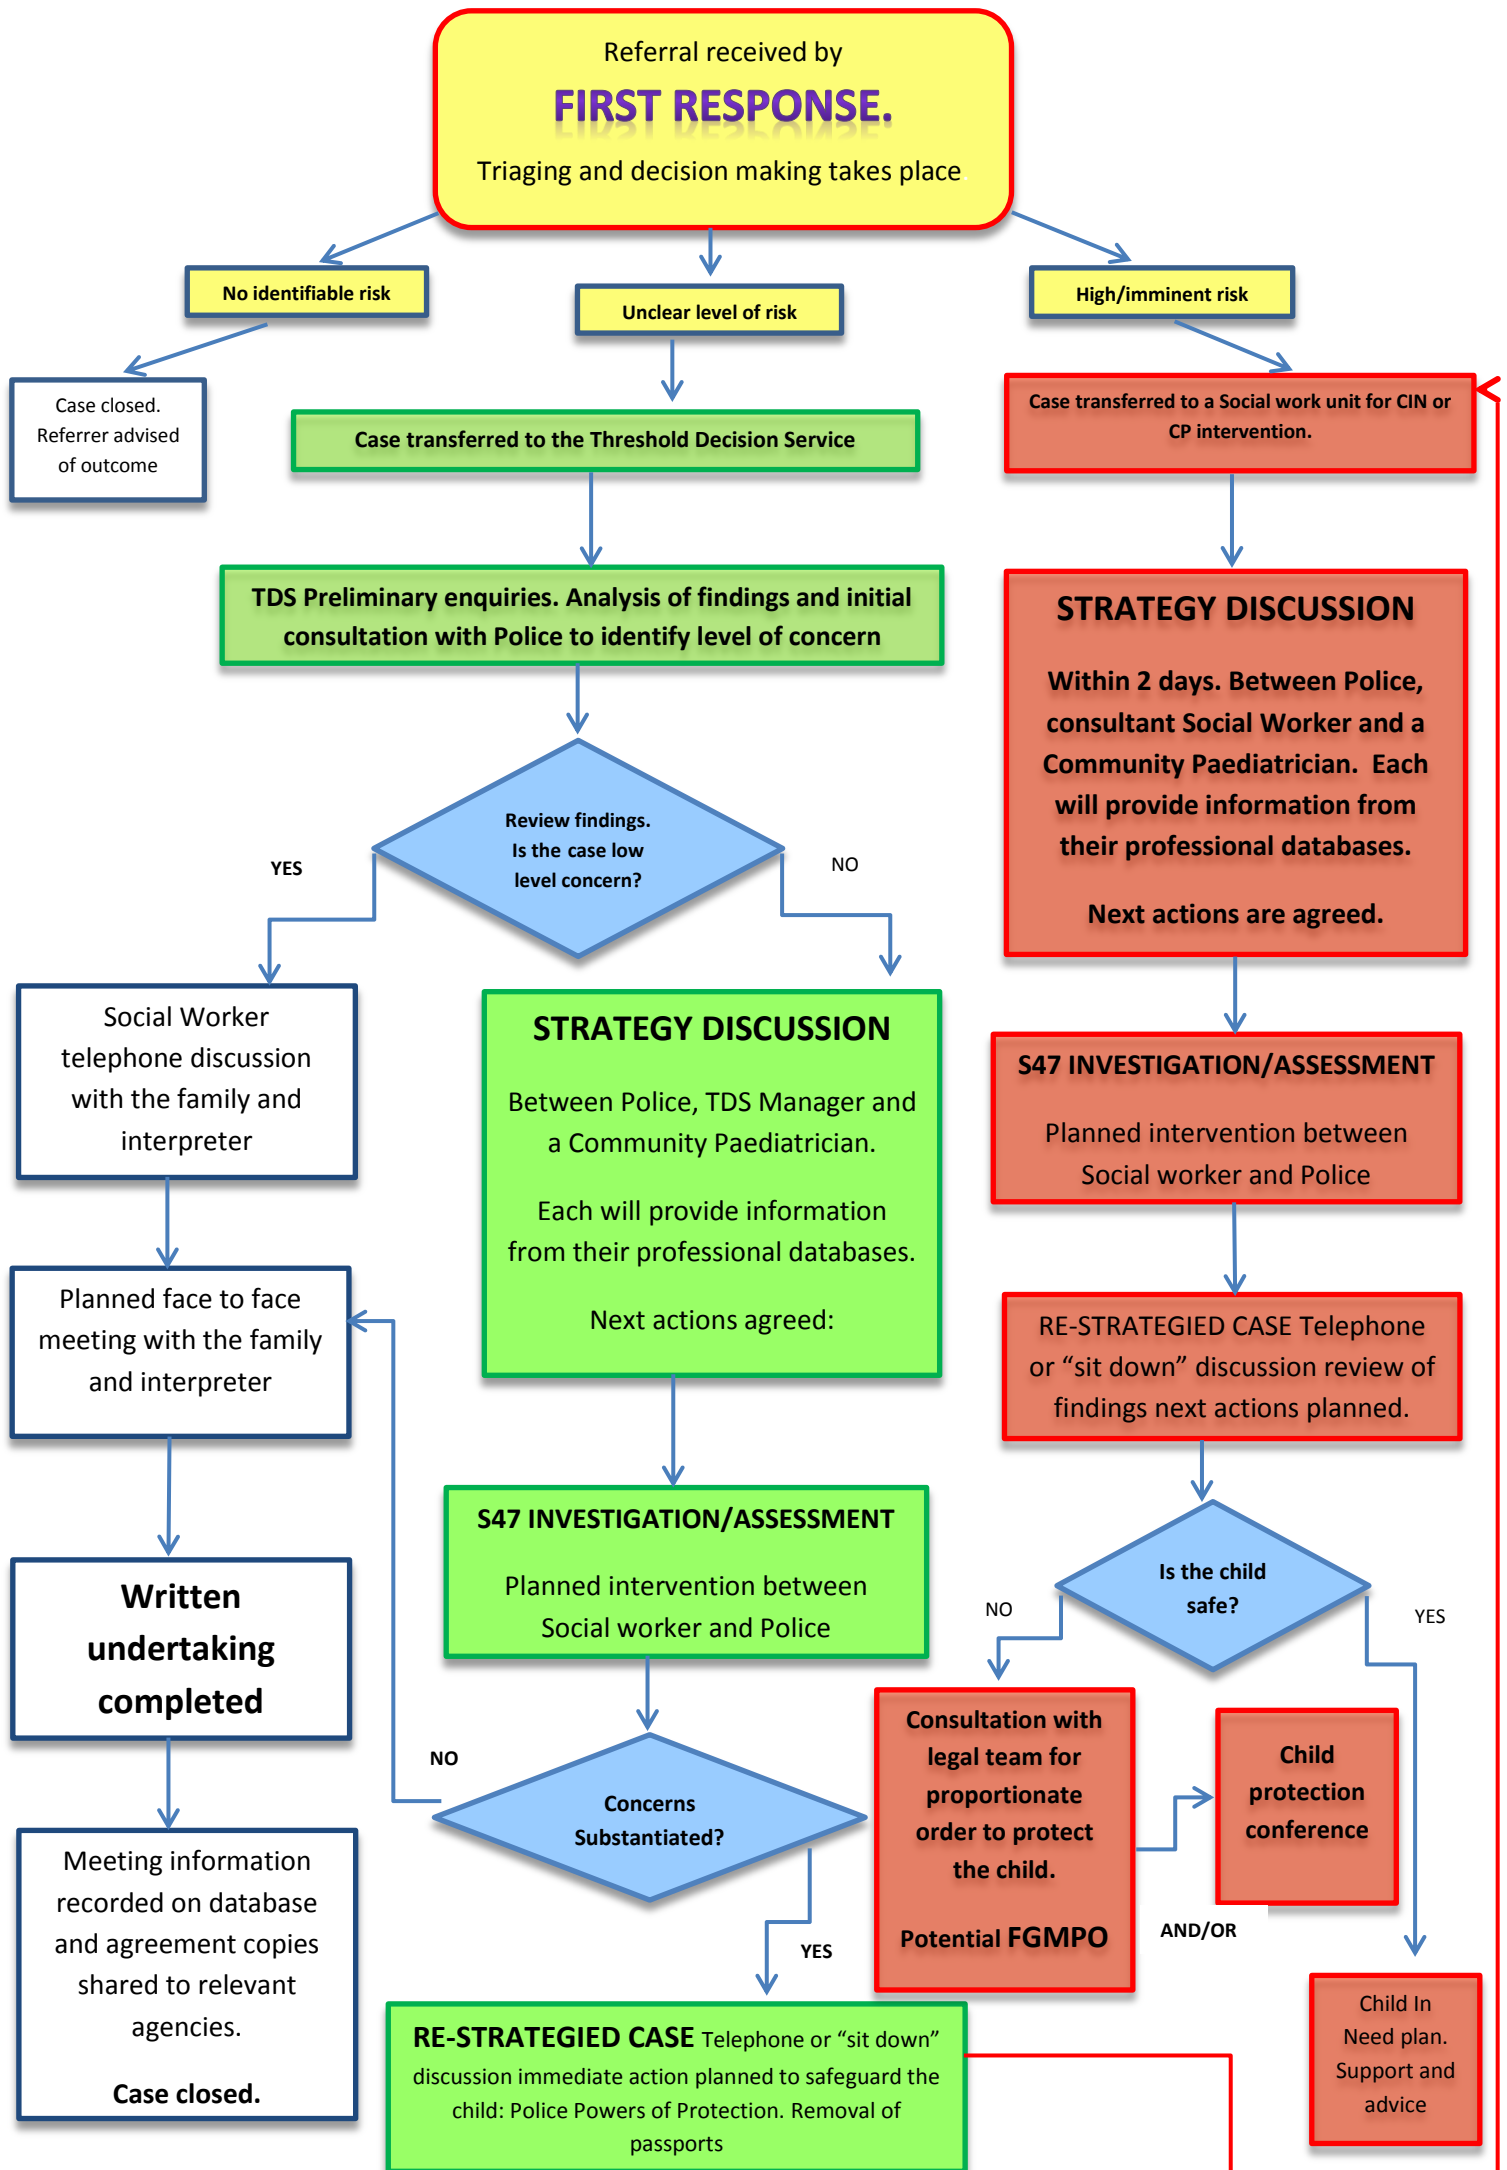 Referral received by
FIRST RESPONSE.
Triaging and decision making takes place
No identifiable risk
Unclear level of risk
High/imminent risk
Case closed.
Referrer advised
of outcome
Case transferred to the Threshold Decision Service
Case transferred to a Social work unit for CIN or
CP intervention.
TDS Preliminary enquiries. Analysis of findings and initial
consultation with Police to identify level of concern
STRATEGY DISCUSSION
Within 2 days. Between Police,
consultant Social Worker and a
Community Paediatrician. Each
will provide information from
their professional databases.
Next actions are agreed.
Review findings.
Is the case low
level concern?
YES
NO
Social Worker
telephone discussion
with the family and
interpreter
STRATEGY DISCUSSION
Between Police, TDS Manager and
a Community Paediatrician.
Each will provide information
from their professional databases.
Next actions agreed:
S47 INVESTIGATION/ASSESSMENT
Planned intervention between
Social worker and Police
Planned face to face
meeting with the family
and interpreter
RE-STRATEGIED CASE Telephone
or “sit down” discussion review of
findings next actions planned.
S47 INVESTIGATION/ASSESSMENT
Planned intervention between
Social worker and Police
Is the child
safe?
NO
YES
Written
undertaking
completed
Consultation with
legal team for
proportionate
order to protect
the child.
Potential FGMPO
AND/OR
Child
protection
conference
NO
Concerns
Substantiated?
YES
Meeting information
recorded on database
and agreement copies
shared to relevant
agencies.
Case closed.
RE-STRATEGIED CASE Telephone or “sit down”
discussion immediate action planned to safeguard the
child: Police Powers of Protection. Removal of
passports
Child In
Need plan.
Support and
advice